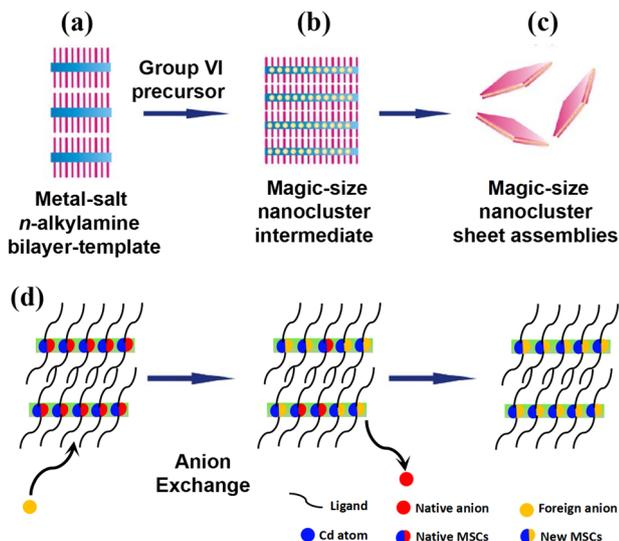 (a)
(b)
(c)
Group VI
precursor
Metal-salt
n-alkylamine
bilayer-template
Magic-size
nanocluster
intermediate
Magic-size
nanocluster
sheet assemblies
(d)
Anion
Exchange
Ligand
Native anion
Foreign anion
Cd atom
Native MSCs
New MSCs